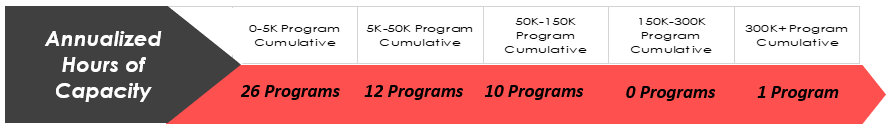 Annualized
Hours of
Capacity
0-5K Program
Cumulative
5K-50K Program
Cumulative
50K-150K
Program
Cumulative
150K-300K
Program
Cumulative
300K+ Program
Cumulative
26 Programs
12 Programs
10 Programs
0 Programs
1 Program